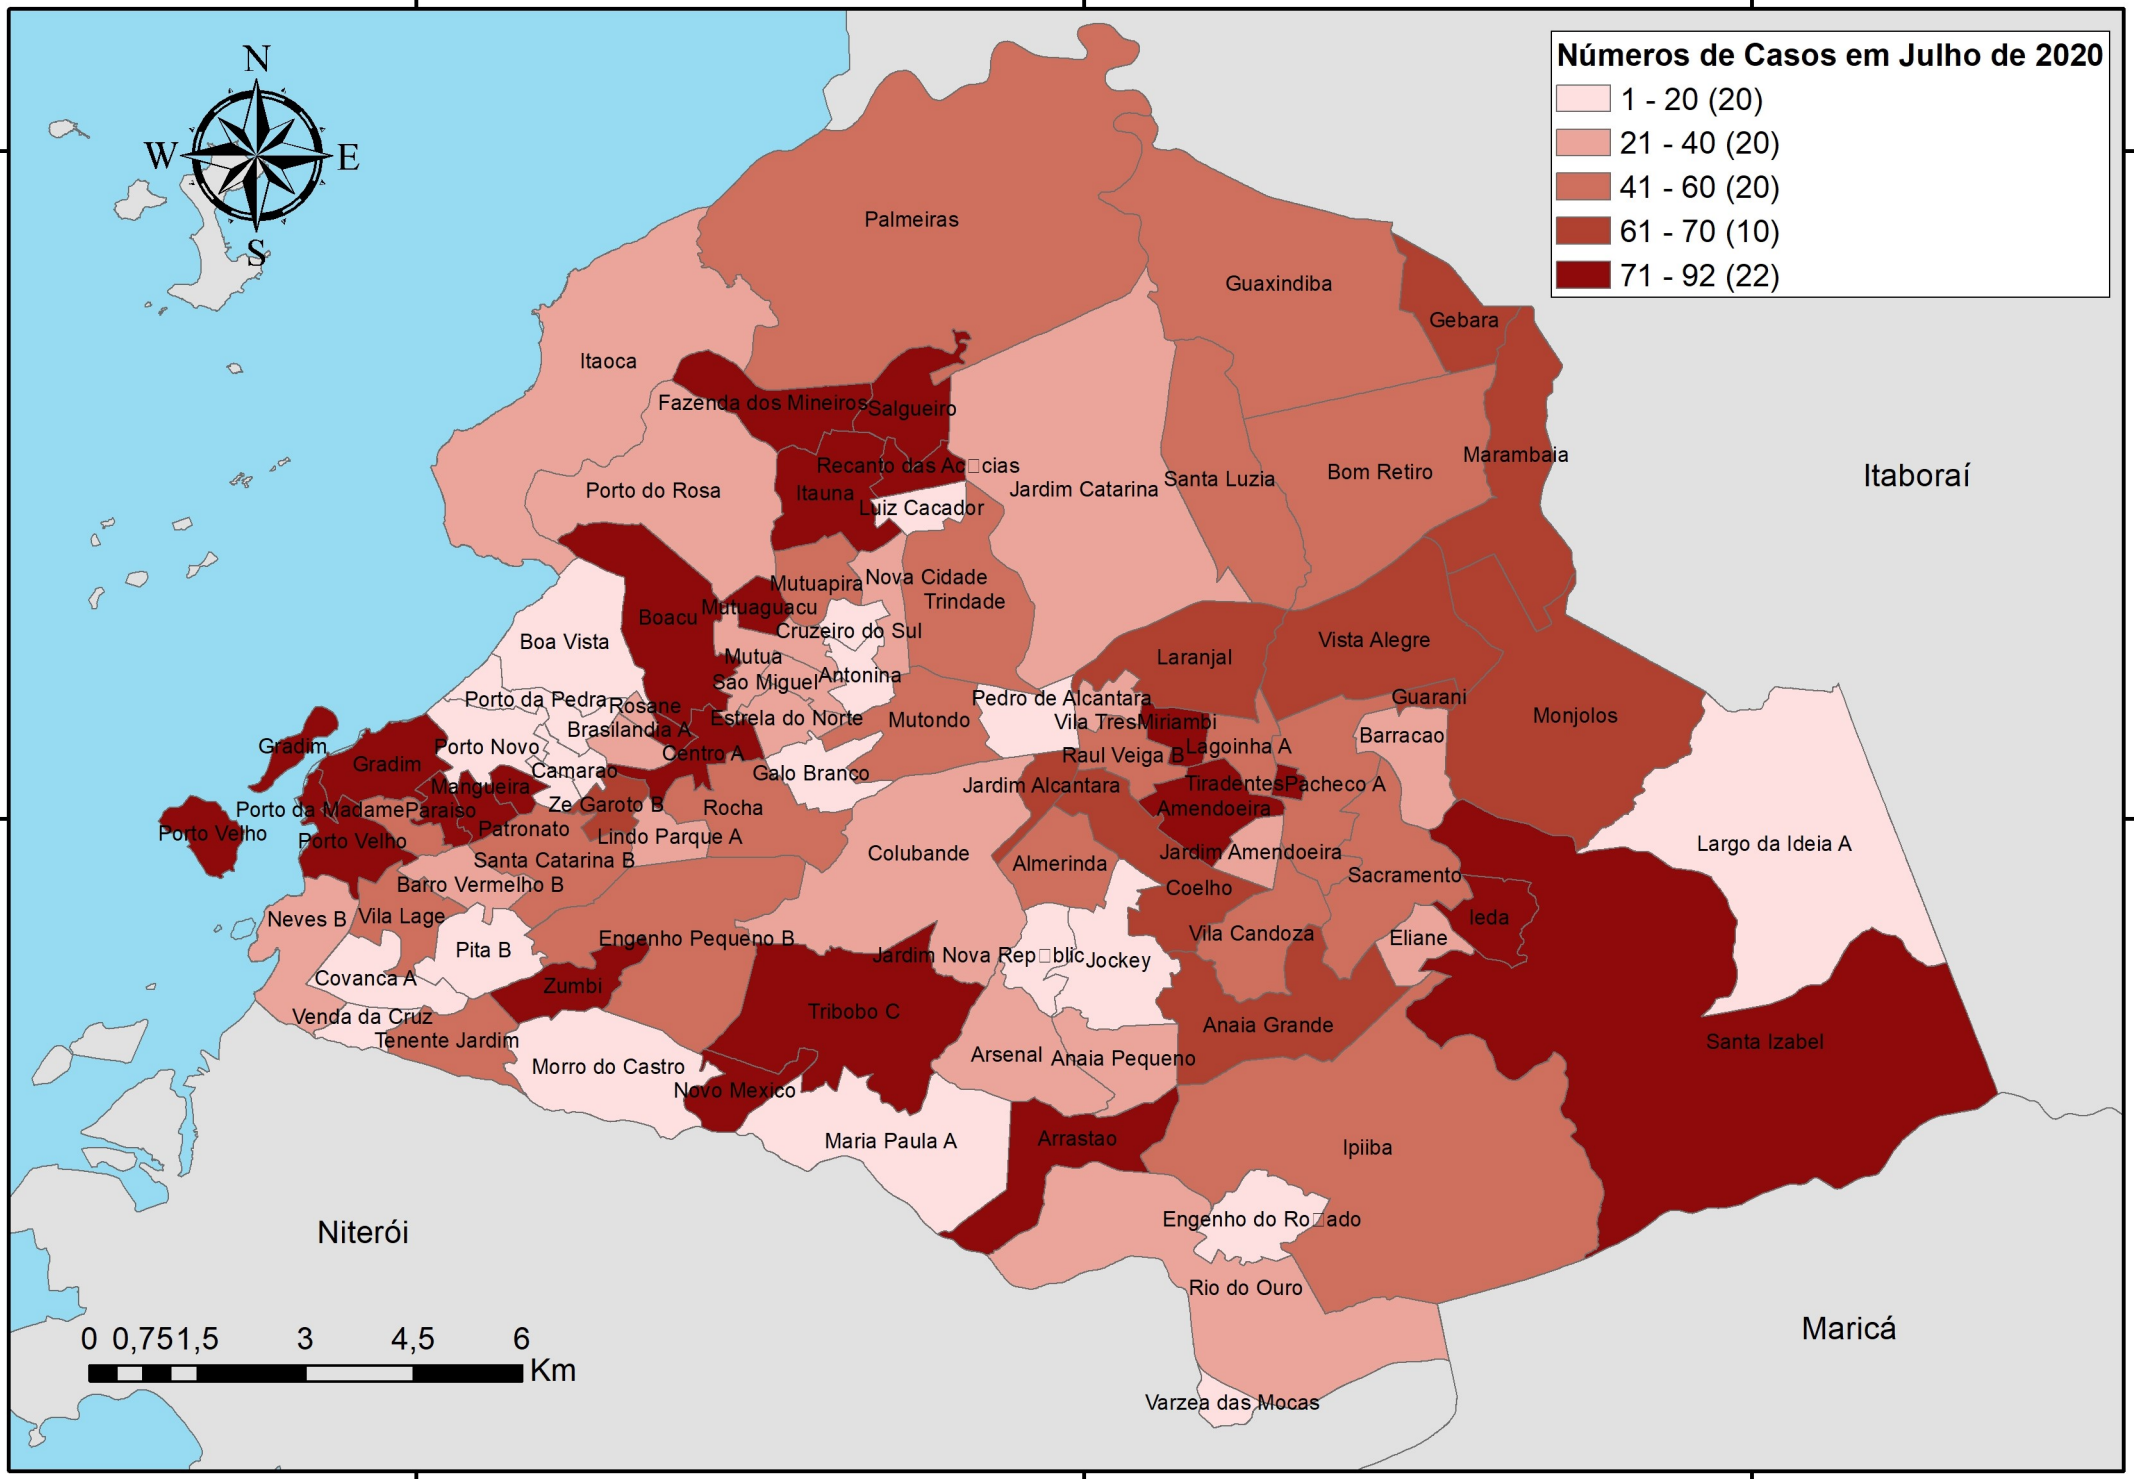 N
W
E
S
Números de Casos em Julho de 2020
1 - 20 (20)
21 - 40 (20)
41 - 60 (20)
61 - 70 (10)
71 - 92 (22)
Palmeiras
Guaxindiba
Gebara
Itaoca
Fazenda dos Mineiros
Salgueiro
Marambaia
Recanto das Ac□cias
Itaboraí
Bom Retiro
Santa Luzia
Jardim Catarina
Porto do Rosa
Itauna
Luiz Cacador
Mutuapira
Nova Cidade
Trindade
Mutuaguacu
Boacu
Cruzeiro do Sul
Boa Vista
Vista Alegre
Mutua
Laranjal
Antonina
Sao Miguel
Guarani
Porto da Pedra
Rosane
Pedro de Alcantara
Estrela do Norte
Mutondo
Vila Tres
Miriambi
Monjolos
Brasilandia A
Barracao
Gradim
Porto Novo
Lagoinha A
Centro A
Raul Veiga B
Gradim
Camarao
Galo Branco
Mangueira
Jardim Alcantara
Tiradentes
Pacheco A
Ze Garoto B
Rocha
Amendoeira
Porto da Madame
Paraiso
Porto Velho
Porto Velho
Patronato
Lindo Parque A
Largo da Ideia A
Santa Catarina B
Colubande
Almerinda
Jardim Amendoeira
Barro Vermelho B
Coelho
Sacramento
Neves B
Vila Lage
Ieda
Pita B
Engenho Pequeno B
Vila Candoza
Eliane
Jardim Nova Rep□blic
Jockey
Covanca A
Zumbi
Tribobo C
Venda da Cruz
Anaia Grande
Tenente Jardim
Santa Izabel
Arsenal
Anaia Pequeno
Morro do Castro
Novo Mexico
Maria Paula A
Arrastao
Ipiiba
Engenho do Ro□ado
Niterói
Rio do Ouro
Maricá
0 0,75 1,5 3 4,5 6
Km
Varzea das Mocas